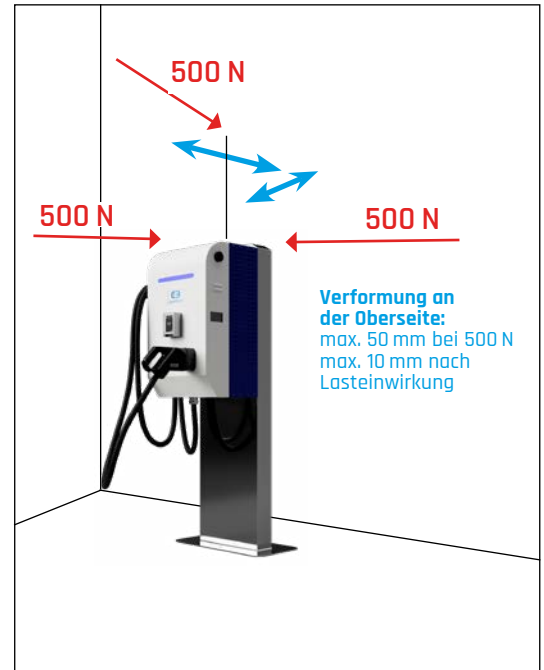 500 N
500 N
500 N
Verformung an
der Oberseite:
max. 50 mm bei 500 N
max. 10 mm nach
Lasteinwirkung